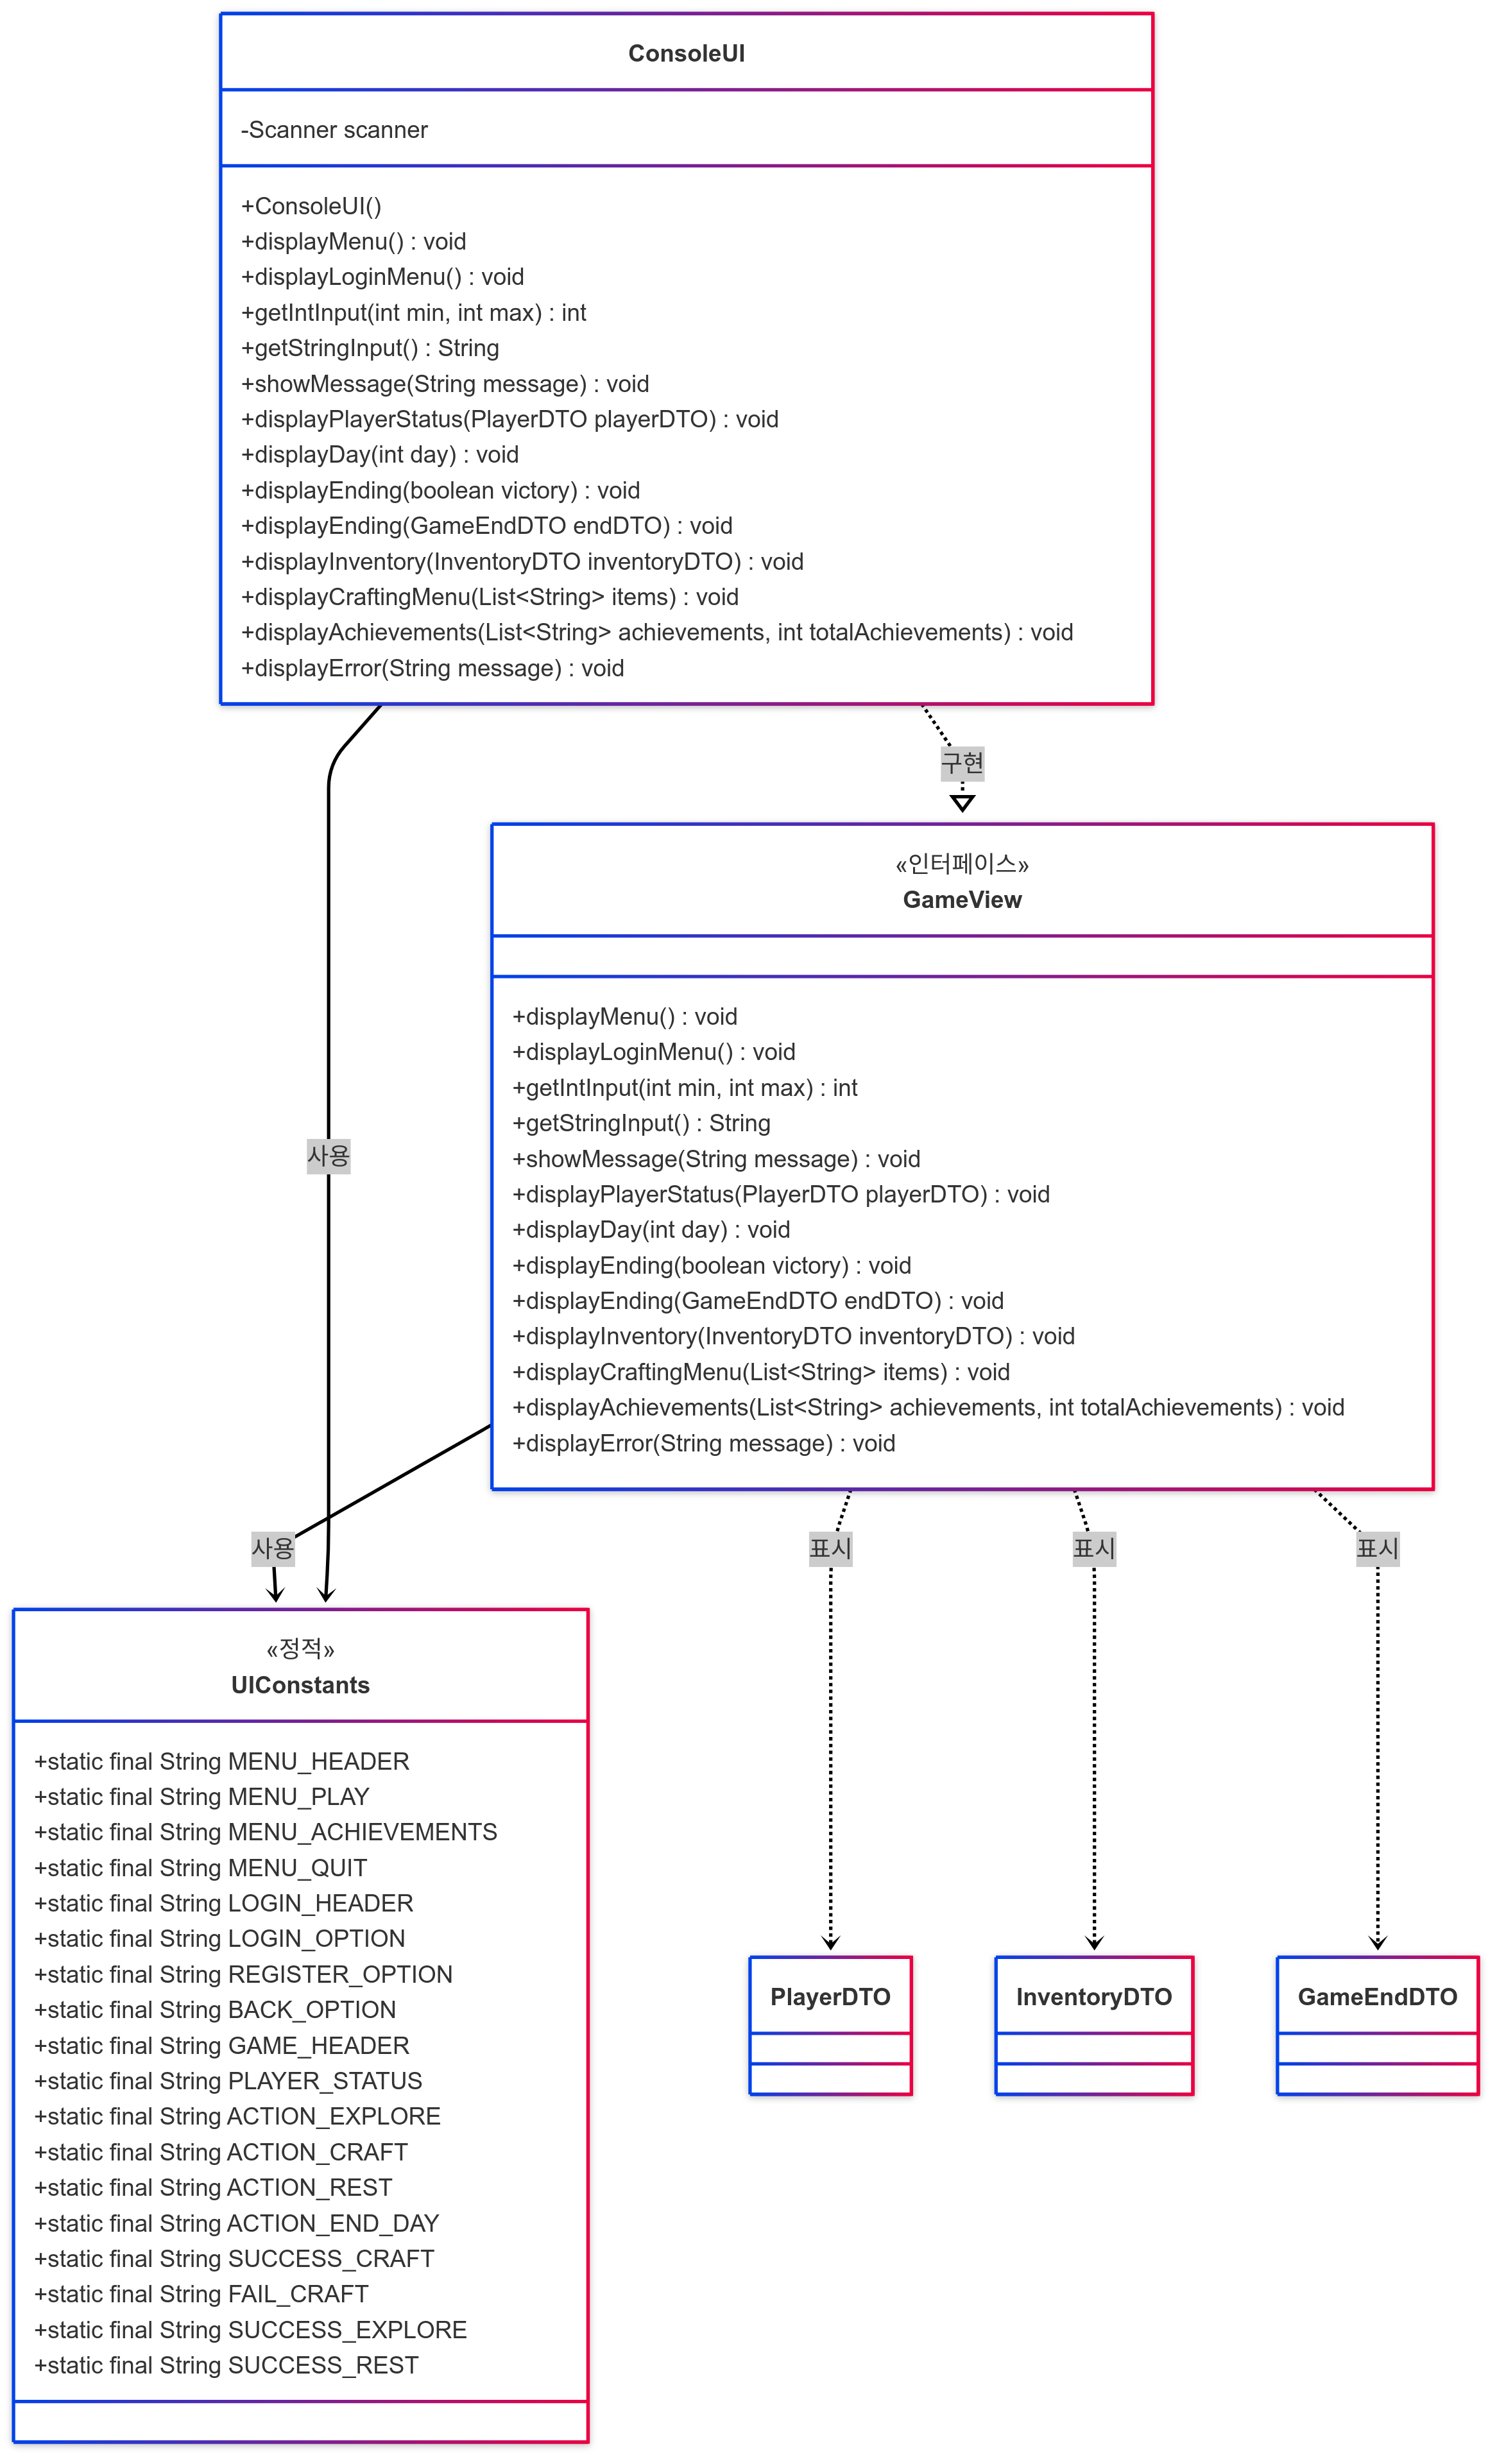 ConsoleUI
-Scanner scanner
+ConsoleUI()
+displayMenu() : void
+displayLoginMenu() : void
+getIntInput(int min, int max) : int
+getStringInput() : String
+showMessage(String message) : void
+displayPlayerStatus(PlayerDTO playerDTO) : void
+displayDay(int day) : void
+displayEnding(boolean victory) : void
+displayEnding(GameEndDTO endDTO) : void
+displayInventory(InventoryDTO inventoryDTO) : void
+displayCraftingMenu(List<String> items) : void
+displayAchievements(List<String> achievements, int totalAchievements) : void
+displayError(String message) : void
구현
«인터페이스»
GameView
+displayMenu() : void
+displayLoginMenu() : void
+getIntInput(int min, int max) : int
+getStringInput() : String
+showMessage(String message) : void
+displayPlayerStatus(PlayerDTO playerDTO) : void
+displayDay(int day) : void
+displayEnding(boolean victory) : void
+displayEnding(GameEndDTO endDTO) : void
+displayInventory(InventoryDTO inventoryDTO) : void
+displayCraftingMenu(List<String> items) : void
+displayAchievements(List<String> achievements, int totalAchievements) : void
+displayError(String message) : void
사용
사용
표시
표시
표시
«정적»
UIConstants
+static final String MENU_HEADER
+static final String MENU_PLAY
+static final String MENU_ACHIEVEMENTS
+static final String MENU_QUIT
+static final String LOGIN_HEADER
+static final String LOGIN_OPTION
+static final String REGISTER_OPTION
+static final String BACK_OPTION
+static final String GAME_HEADER
+static final String PLAYER_STATUS
+static final String ACTION_EXPLORE
+static final String ACTION_CRAFT
+static final String ACTION_REST
+static final String ACTION_END_DAY
+static final String SUCCESS_CRAFT
+static final String FAIL_CRAFT
+static final String SUCCESS_EXPLORE
+static final String SUCCESS_REST
PlayerDTO
InventoryDTO
GameEndDTO